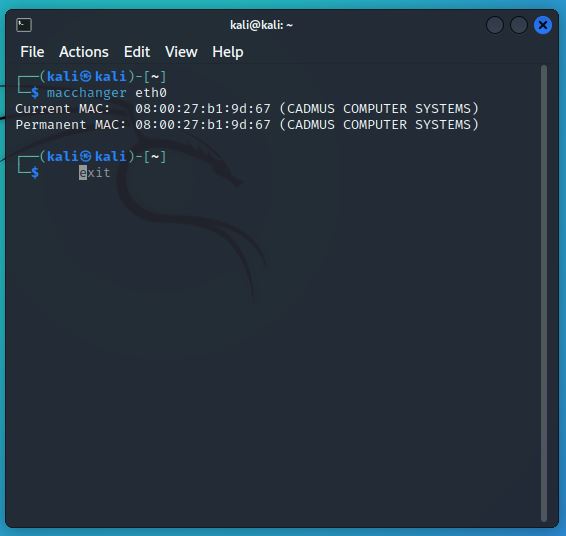 kali@kali: ~
File Actions Edit View Help
┌──(kali㉿kali)-[~]
└─$ macchanger eth0
Current MAC:   08:00:27:b1:9d:67 (CADMUS COMPUTER SYSTEMS)
Permanent MAC: 08:00:27:b1:9d:67 (CADMUS COMPUTER SYSTEMS)
┌──(kali㉿kali)-[~]
└─$     exit